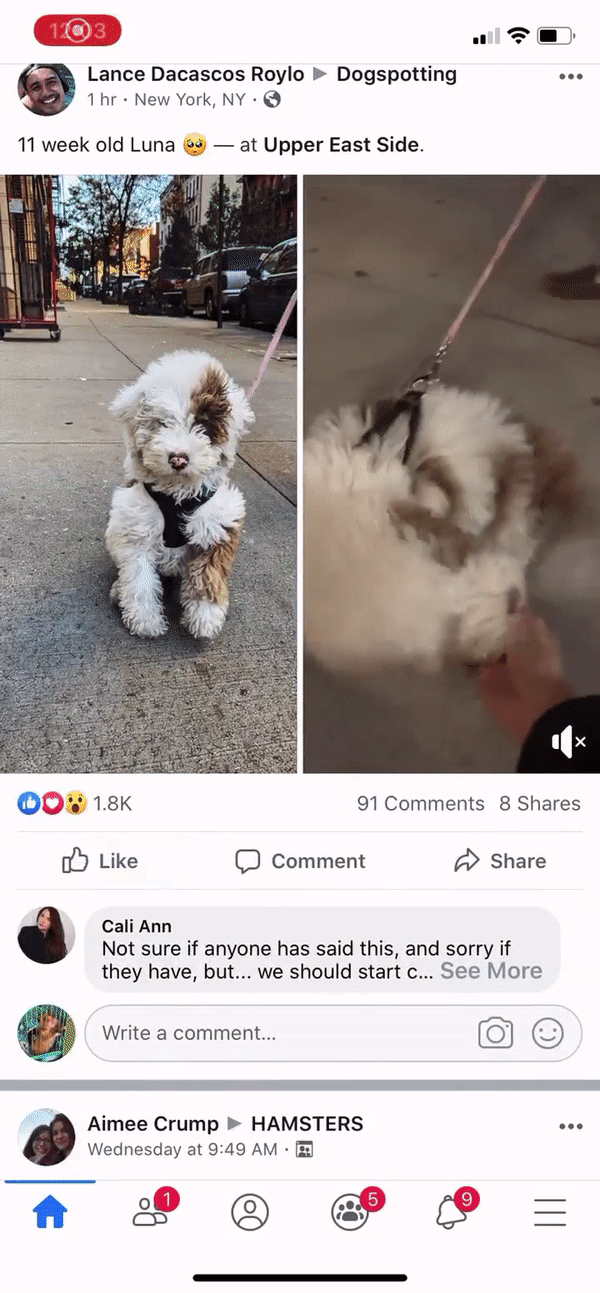 12:03
Lance Dacascos Roylo ▶ Dogspotting
1 hr · New York, NY ·
11 week old Luna 🥺 — at Upper East Side.
1.8K 91 Comments 8 Shares
Like Comment Share
Cali Ann
Not sure if anyone has said this, and sorry if
they have, but... we should start c... See More
Write a comment...
Aimee Crump ▶ HAMSTERS
Wednesday at 9:49 AM ·
1 5 9